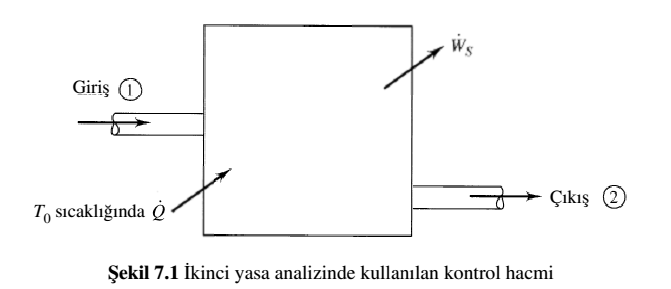 Ẇ_S
Giriş ①
T₀ sıcaklığında Q̇
Çıkış ②
Şekil 7.1 İkinci yasa analizinde kullanılan kontrol hacmi